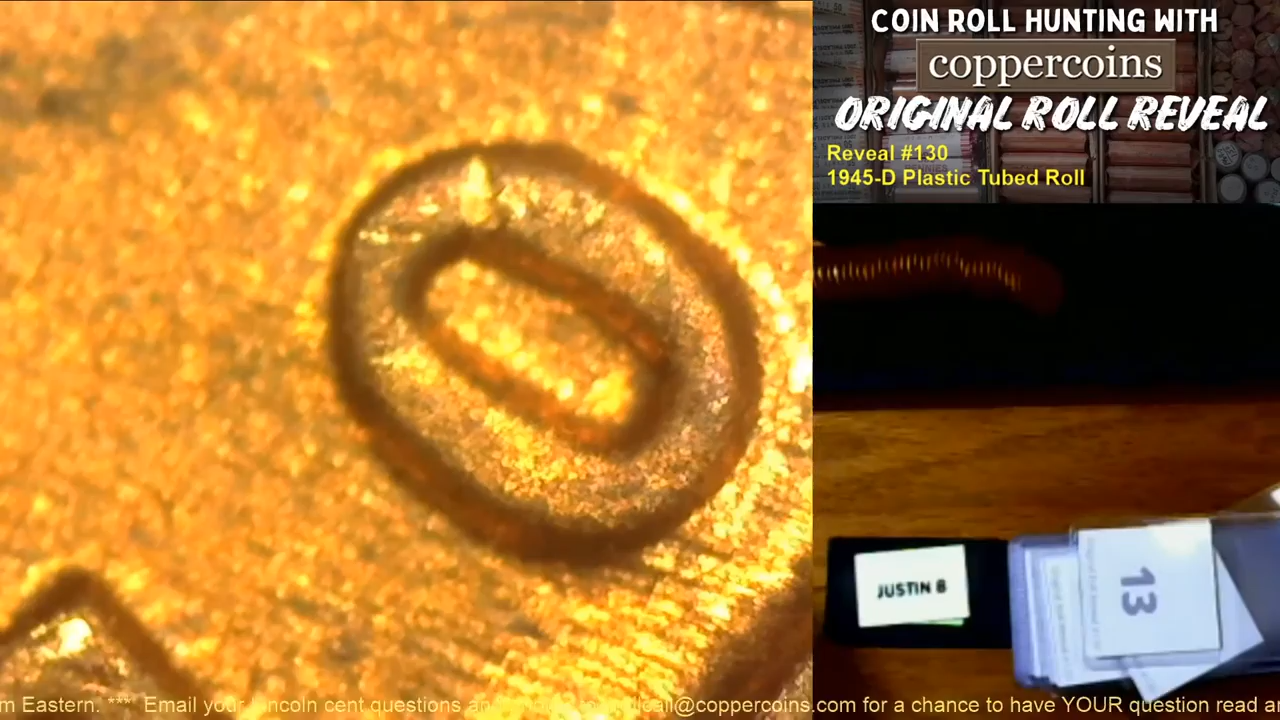 COIN ROLL HUNTING WITH
coppercoins
ORIGINAL ROLL REVEAL
Reveal #130
1945-D Plastic Tubed Roll
O
JUSTIN B
13
m Eastern. *** Email your Lincoln cent questions an @coppercoins.com for a chance to have YOUR question read a